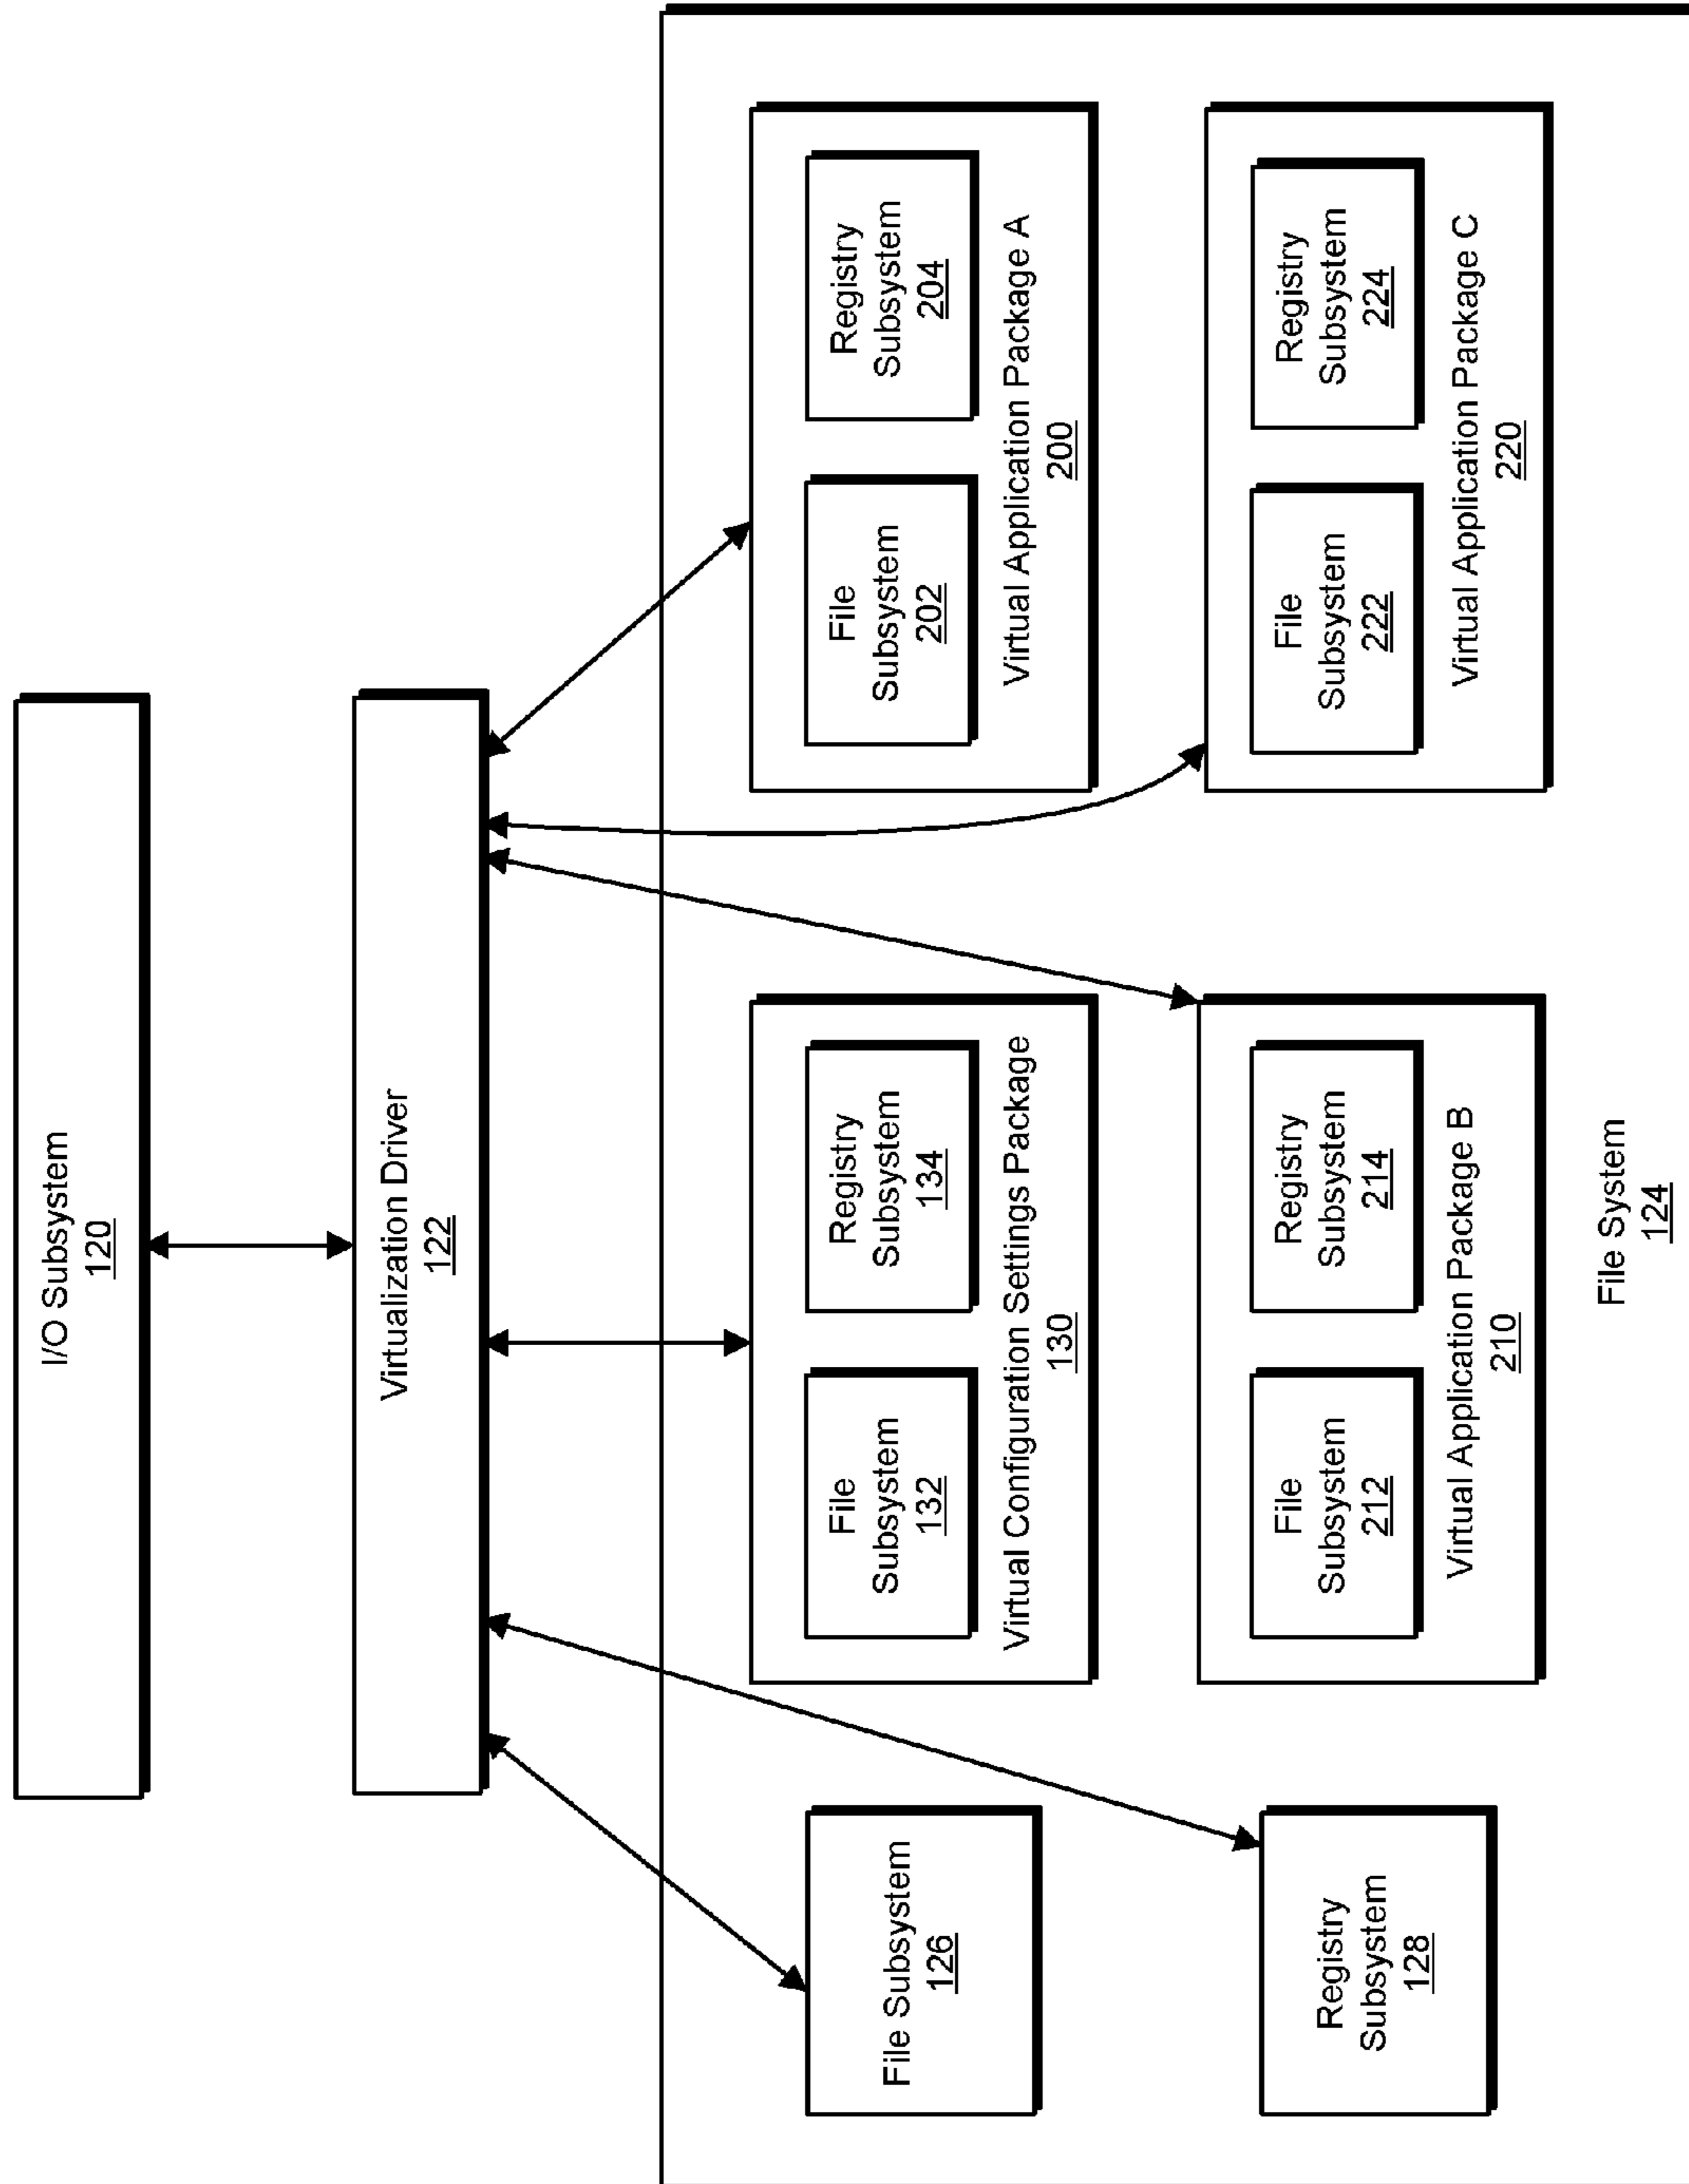 I/O Subsystem
120
Virtualization Driver
122
File Subsystem
126
Registry
Subsystem
128
File
Subsystem
132
Registry
Subsystem
134
Virtual Configuration Settings Package
130
File
Subsystem
202
Registry
Subsystem
204
Virtual Application Package A
200
File
Subsystem
212
Registry
Subsystem
214
Virtual Application Package B
210
File
Subsystem
222
Registry
Subsystem
224
Virtual Application Package C
220
File System
124